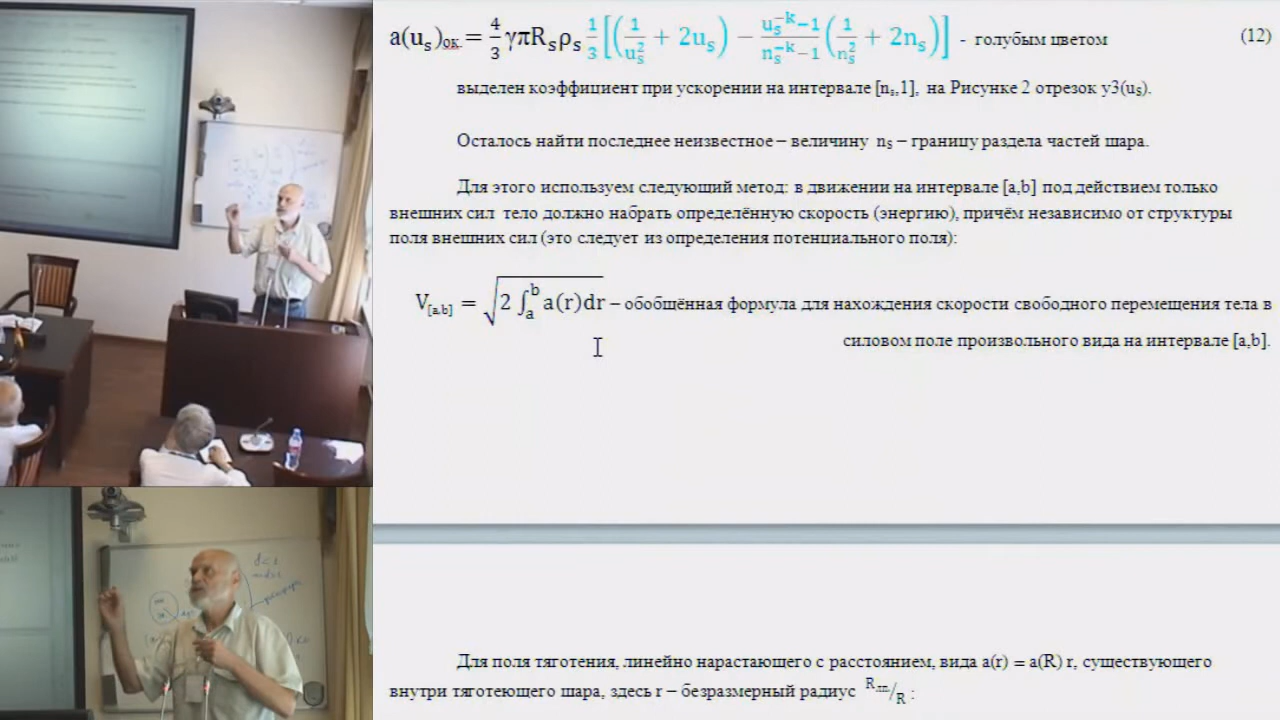 a(u_s)_ок. = 4/3 γπR_sρ_s 1/3 [(1/u_s^2 + 2u_s) − (u_s^{-k}−1)/(n_s^{-k}−1) (1/n_s^2 + 2n_s)] - голубым цветом (12)
выделен коэффициент при ускорении на интервале [n_s,1], на Рисунке 2 отрезок y3(u_s).
Осталось найти последнее неизвестное – величину n_s – границу раздела частей шара.
Для этого используем следующий метод: в движении на интервале [a,b] под действием только
внешних сил тело должно набрать определённую скорость (энергию), причём независимо от структуры
поля внешних сил (это следует из определения потенциального поля):
V_[a,b] = √(2 ∫_a^b a(r)dr) – обобщённая формула для нахождения скорости свободного перемещения тела в
силовом поле произвольного вида на интервале [a,b].
Для поля тяготения, линейно нарастающего с расстоянием, вида a(r) = a(R) r, существующего
внутри тяготеющего шара, здесь r – безразмерный радиус /R :